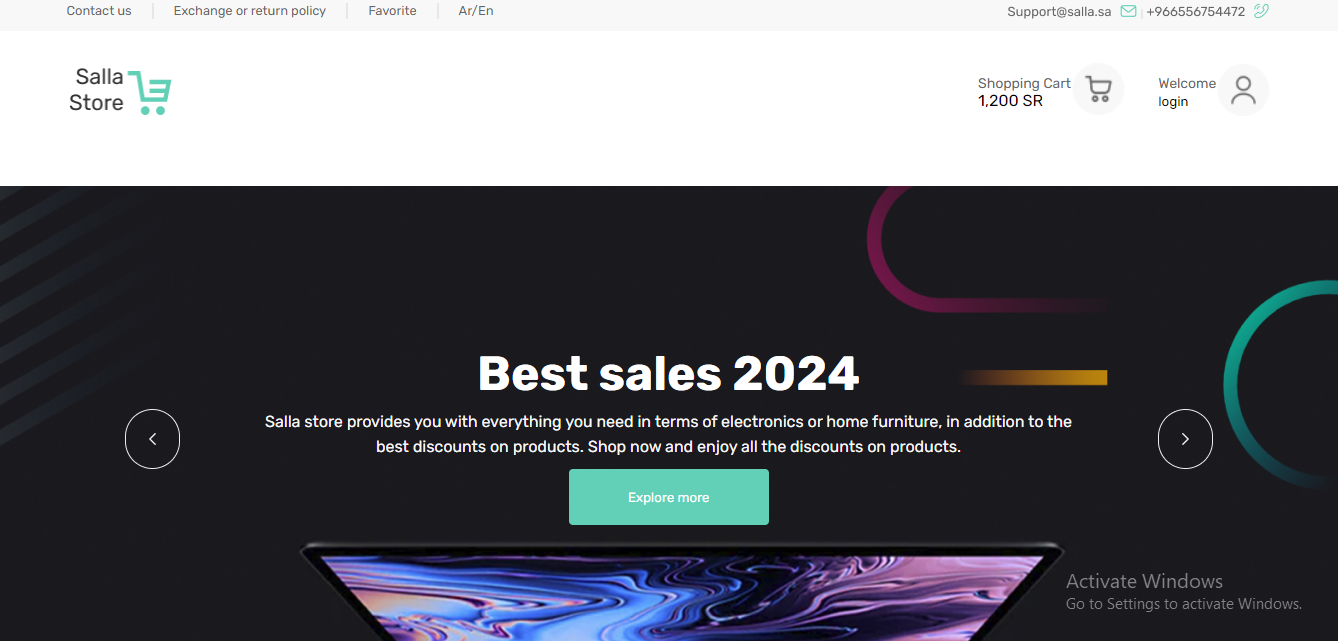 Contact us
Exchange or return policy
Favorite
Ar/En
Support@salla.sa
+966556754472
Salla
Store
Shopping Cart
1,200 SR
Welcome
login
Best sales 2024
Salla store provides you with everything you need in terms of electronics or home furniture, in addition to the
best discounts on products. Shop now and enjoy all the discounts on products.
Explore more
Activate Windows
Go to Settings to activate Windows.